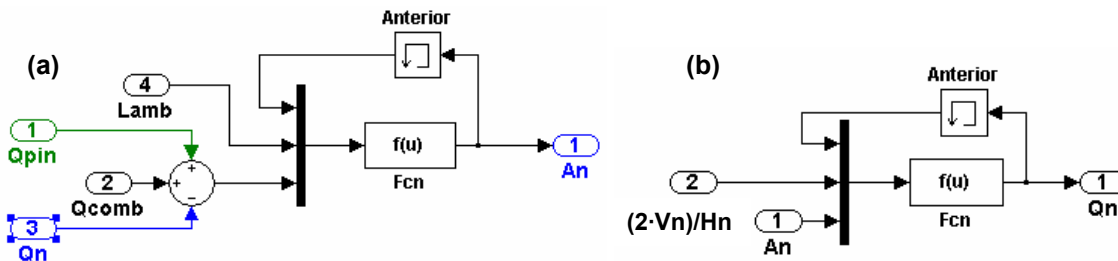 Anterior
(a)
4
Lamb
1
Qpin
+
+
−
2
Qcomb
3
Qn
f(u)
Fcn
1
An
(b)
Anterior
2
(2·Vn)/Hn
1
An
f(u)
Fcn
1
Qn